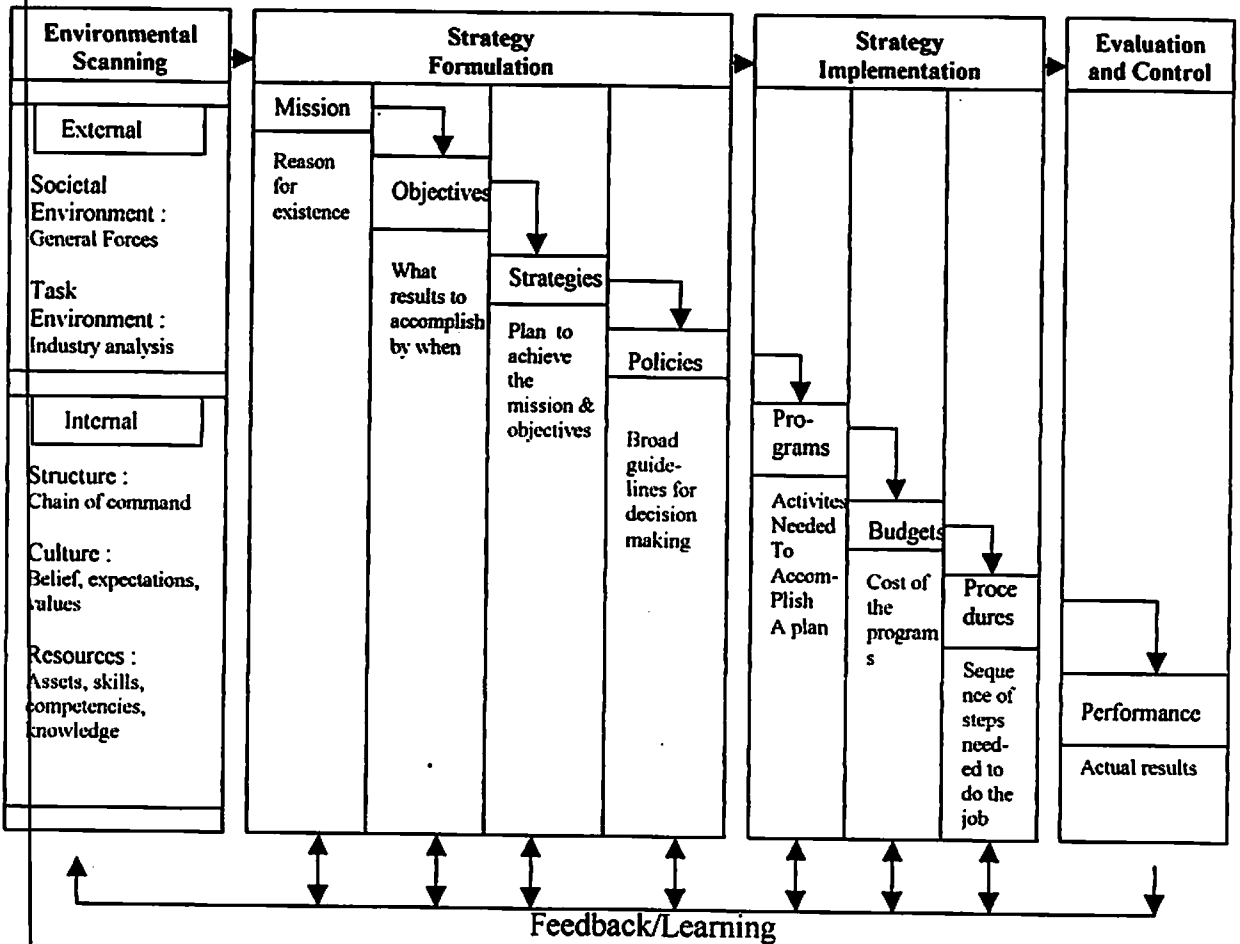 Environmental
Scanning
External
Societal
Environment :
General Forces
Task
Environment :
Industry analysis
Internal
Structure :
Chain of command
Culture :
Belief, expectations,
values
Resources :
Assets, skills,
competencies,
knowledge
Strategy
Formulation
Mission
Reason
for
existence
Objectives
What
results to
accomplish
by when
Strategies
Plan to
achieve
the
mission &
objectives
Policies
Broad
guide-
lines for
decision
making
Strategy
Implementation
Pro-
grams
Activites
Needed
To
Accom-
Plish
A plan
Budgets
Cost of
the
program
s
Proce
dures
Seque
nce of
steps
need-
ed to
do the
job
Evaluation
and Control
Performance
Actual results
Feedback/Learning